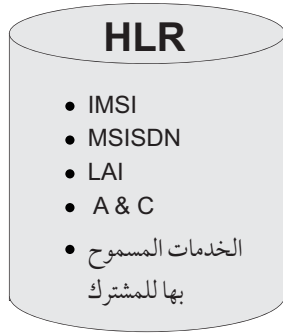 HLR
• IMSI
• MSISDN
• LAI
• A & C
• الخدمات المسموح
بها للمشترك